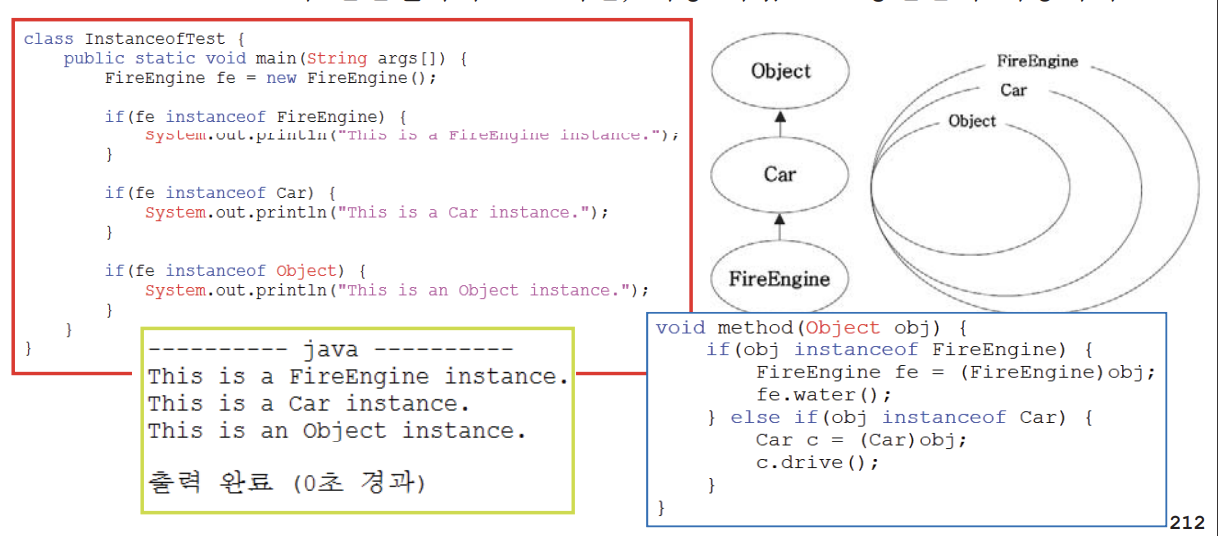 class InstanceofTest {
public static void main(String args[]) {
FireEngine fe = new FireEngine();
if(fe instanceof FireEngine) {
System.out.println("This is a FireEngine instance.");
}
if(fe instanceof Car) {
System.out.println("This is a Car instance.");
}
if(fe instanceof Object) {
System.out.println("This is an Object instance.");
}
}
}
---------- java ----------
This is a FireEngine instance.
This is a Car instance.
This is an Object instance.
출력 완료 (0초 경과)
Object
Car
FireEngine
FireEngine
Car
Object
void method(Object obj) {
if(obj instanceof FireEngine) {
FireEngine fe = (FireEngine)obj;
fe.water();
} else if(obj instanceof Car) {
Car c = (Car)obj;
c.drive();
}
}
212